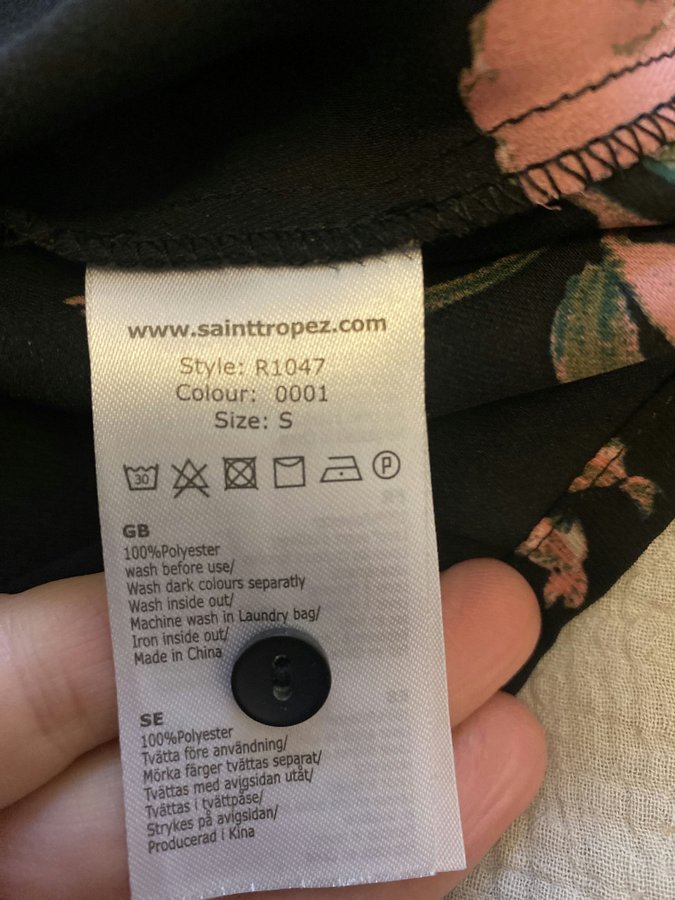 www.sainttropez.com
Style: R1047
Colour: 0001
Size: S
30
P
GB
100%Polyester
wash before use/
Wash dark colours separatly
Wash inside out/
Machine wash in Laundry bag/
Iron inside out/
Made in China
SE
100%Polyester
Tvätta före användning/
Mörka färger tvättas separat/
Tvättas med avigsidan utåt/
Tvättas i tvättpåse/
Strykes på avigsidan/
Producerad i Kina